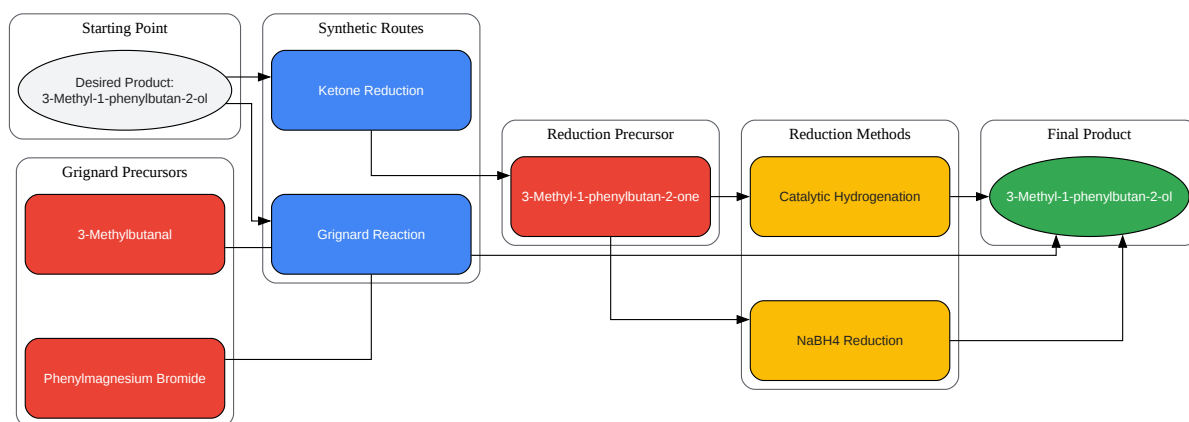 Starting Point
Desired Product:
3-Methyl-1-phenylbutan-2-ol
Grignard Precursors
3-Methylbutanal
Phenylmagnesium Bromide
Synthetic Routes
Ketone Reduction
Grignard Reaction
Reduction Precursor
3-Methyl-1-phenylbutan-2-one
Reduction Methods
Catalytic Hydrogenation
NaBH4 Reduction
Final Product
3-Methyl-1-phenylbutan-2-ol